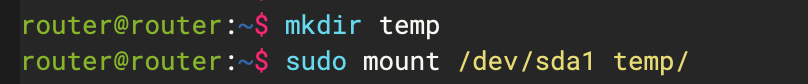 router@router:~$ mkdir temp
router@router:~$ sudo mount /dev/sda1 temp/